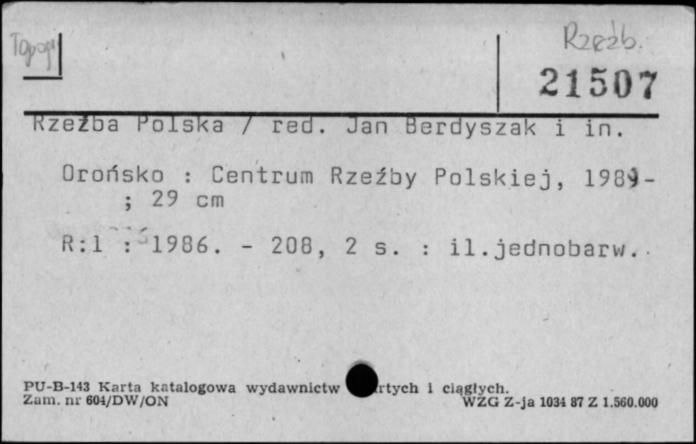 Rzeźb.
21507
Rzeźba Polska / red. Jan Berdyszak i in.
Orońsko : Centrum Rzeźby Polskiej, 1989-
; 29 cm
R:1 : 1986. - 208, 2 s. : il.jednobarw.
PU-B-143 Karta katalogowa wydawnictw rtych i ciągłych.
Zam. nr 604/DW/ON WZG Z-ja 1034 87 Z 1.560.000